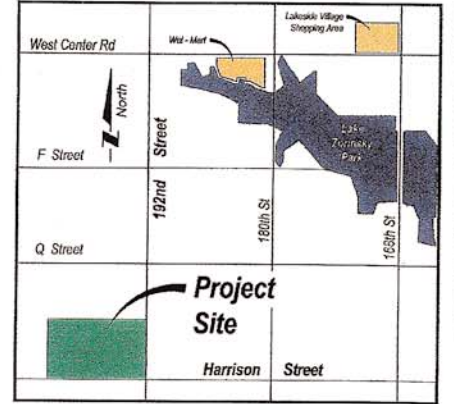 Lakeside Village
Shopping Area
West Center Rd
Wal - Mart
North
Street
192nd
F Street
Lake
Zorinsky
Park
180th St
168th St
Q Street
Project
Site
Harrison Street